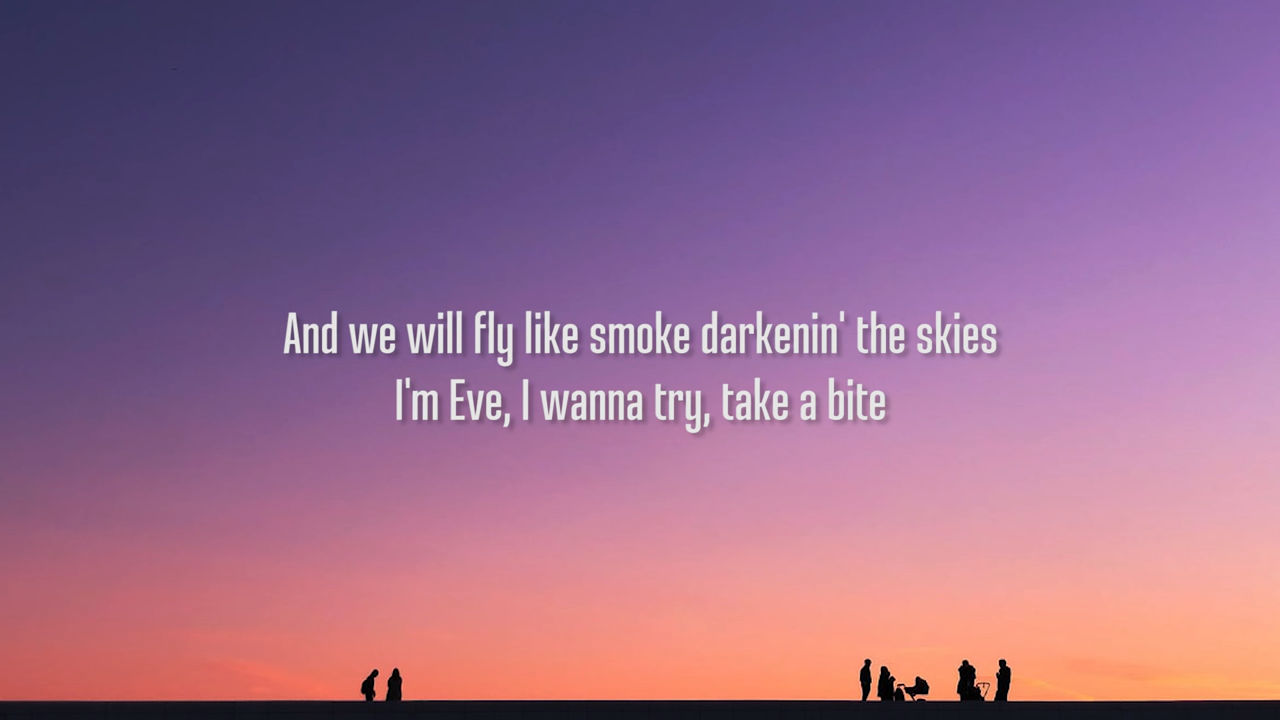 And we will fly like smoke darkenin' the skies
I'm Eve, I wanna try, take a bite